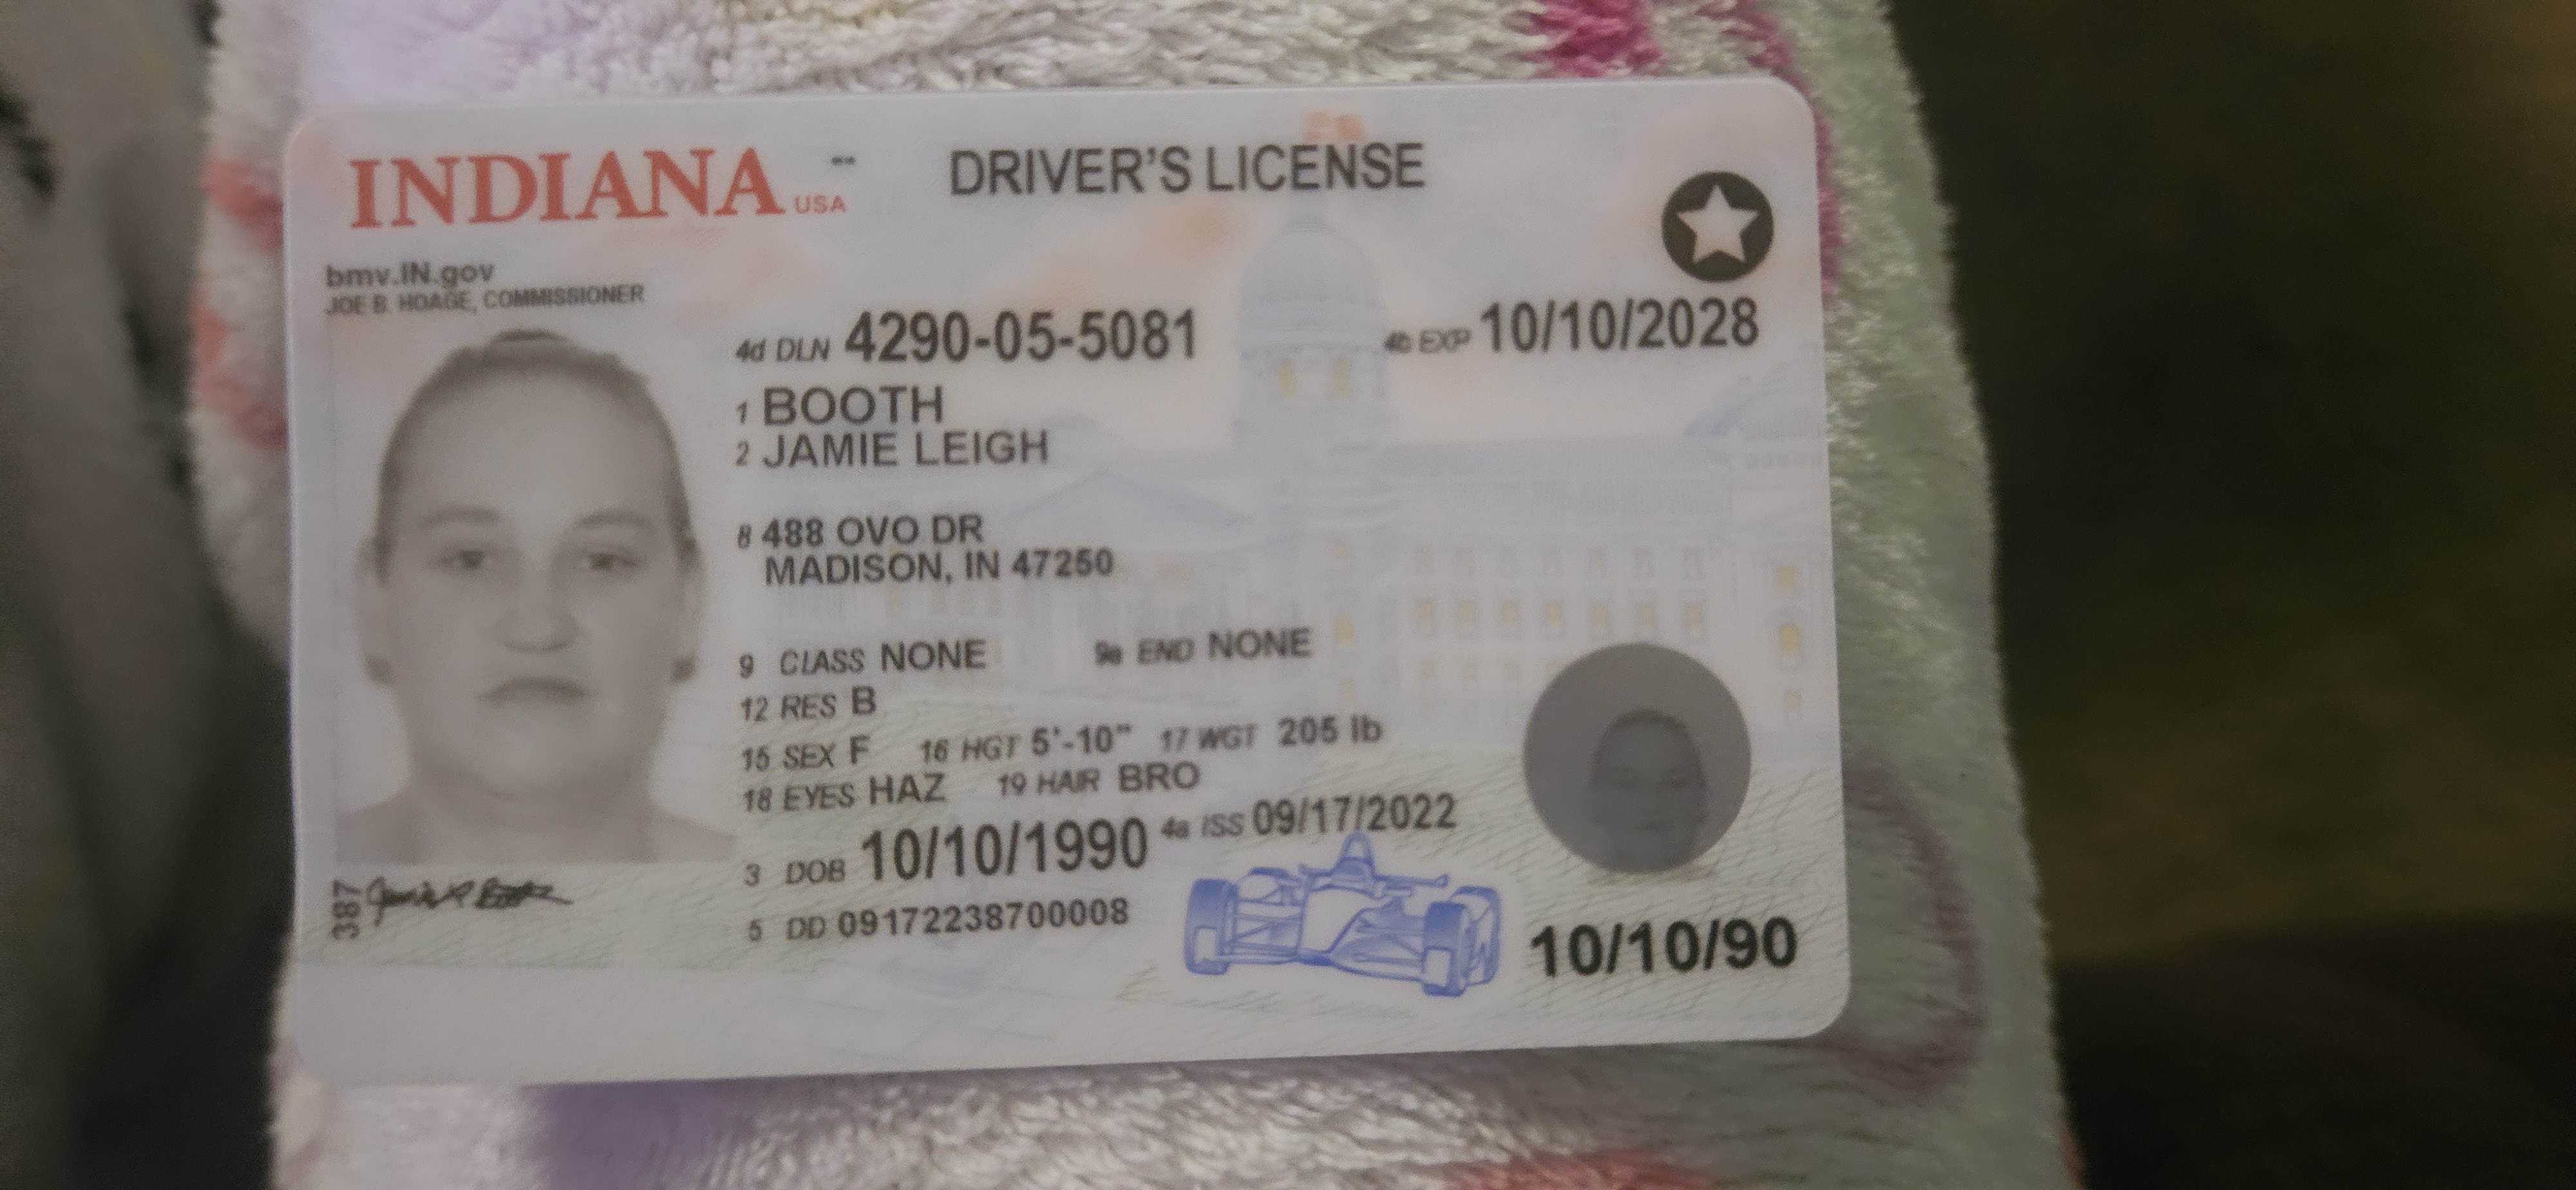 INDIANA USA
DRIVER'S LICENSE
bmv.IN.gov
JOE B. HOAGE, COMMISSIONER
4d DLN 4290-05-5081
4b EXP 10/10/2028
1 BOOTH
2 JAMIE LEIGH
8 488 OVO DR
MADISON, IN 47250
9 CLASS NONE 9a END NONE
12 RES B
15 SEX F 16 HGT 5'-10" 17 WGT 205 lb
18 EYES HAZ 19 HAIR BRO
3 DOB 10/10/1990 4a ISS 09/17/2022
5 DD 09172238700008
387
10/10/90